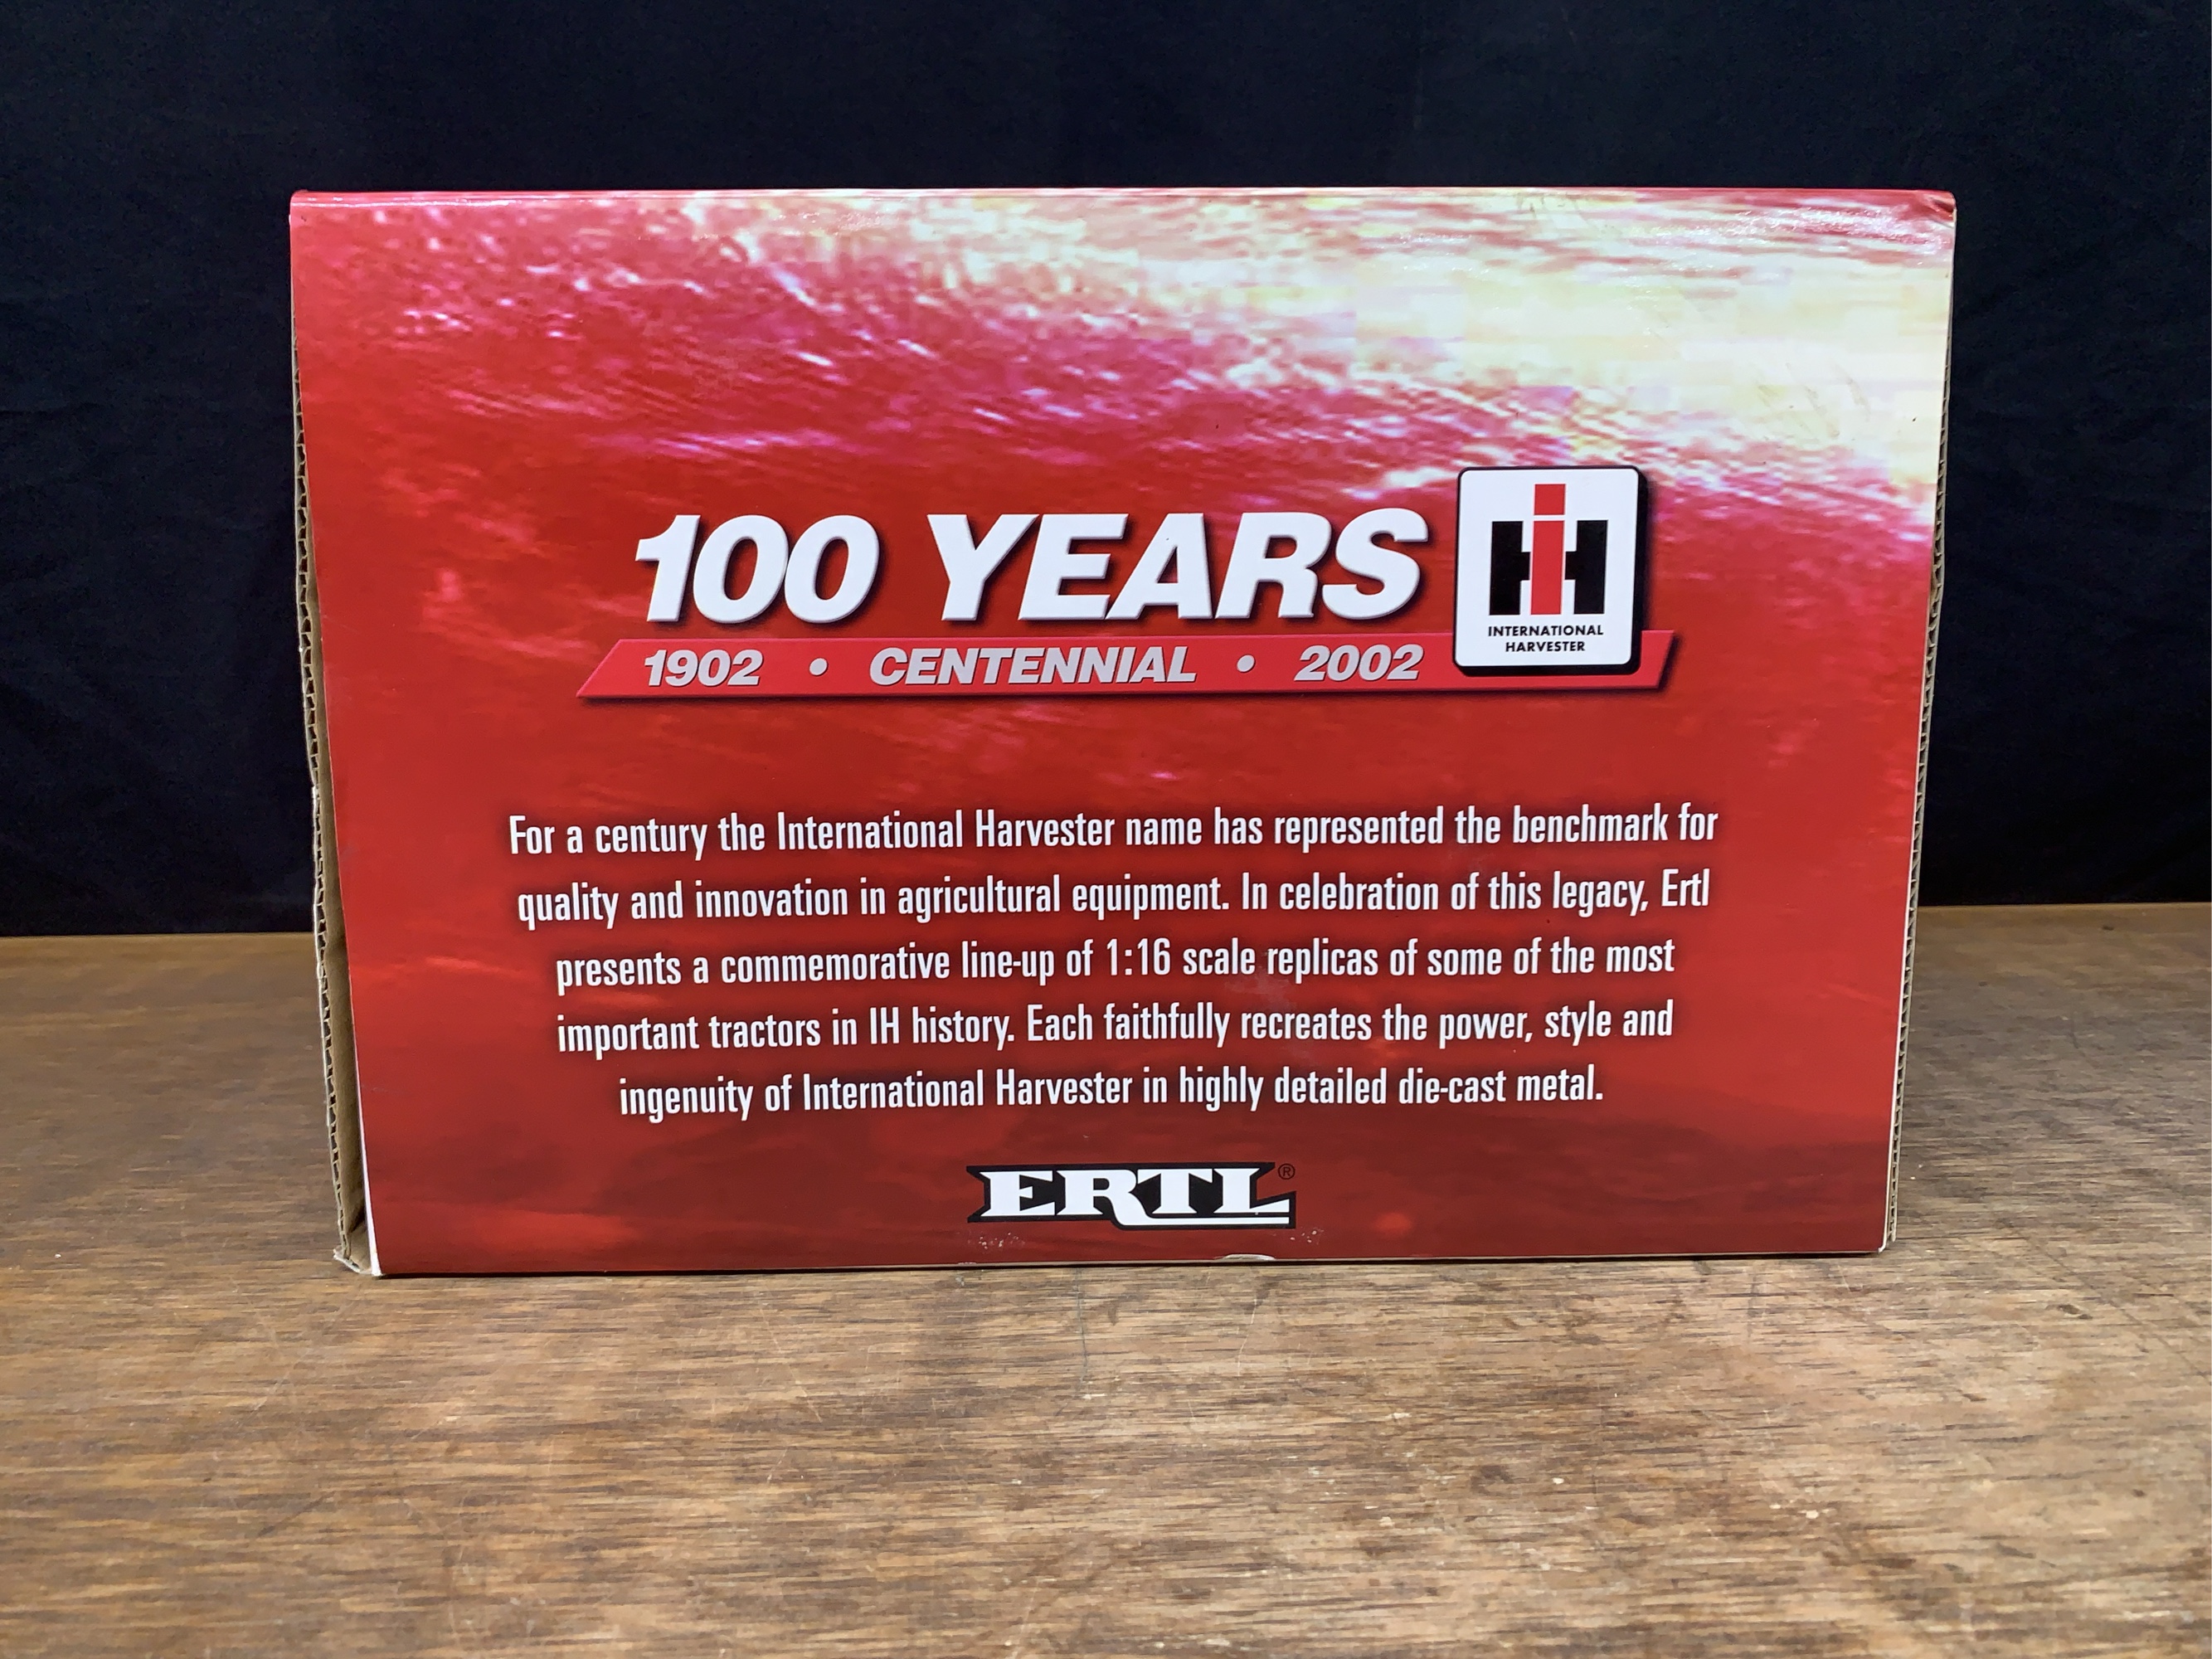 100 YEARS
1902 • CENTENNIAL • 2002
IH
INTERNATIONAL
HARVESTER
For a century the International Harvester name has represented the benchmark for
quality and innovation in agricultural equipment. In celebration of this legacy, Ertl
presents a commemorative line-up of 1:16 scale replicas of some of the most
important tractors in IH history. Each faithfully recreates the power, style and
ingenuity of International Harvester in highly detailed die-cast metal.
ERTL®